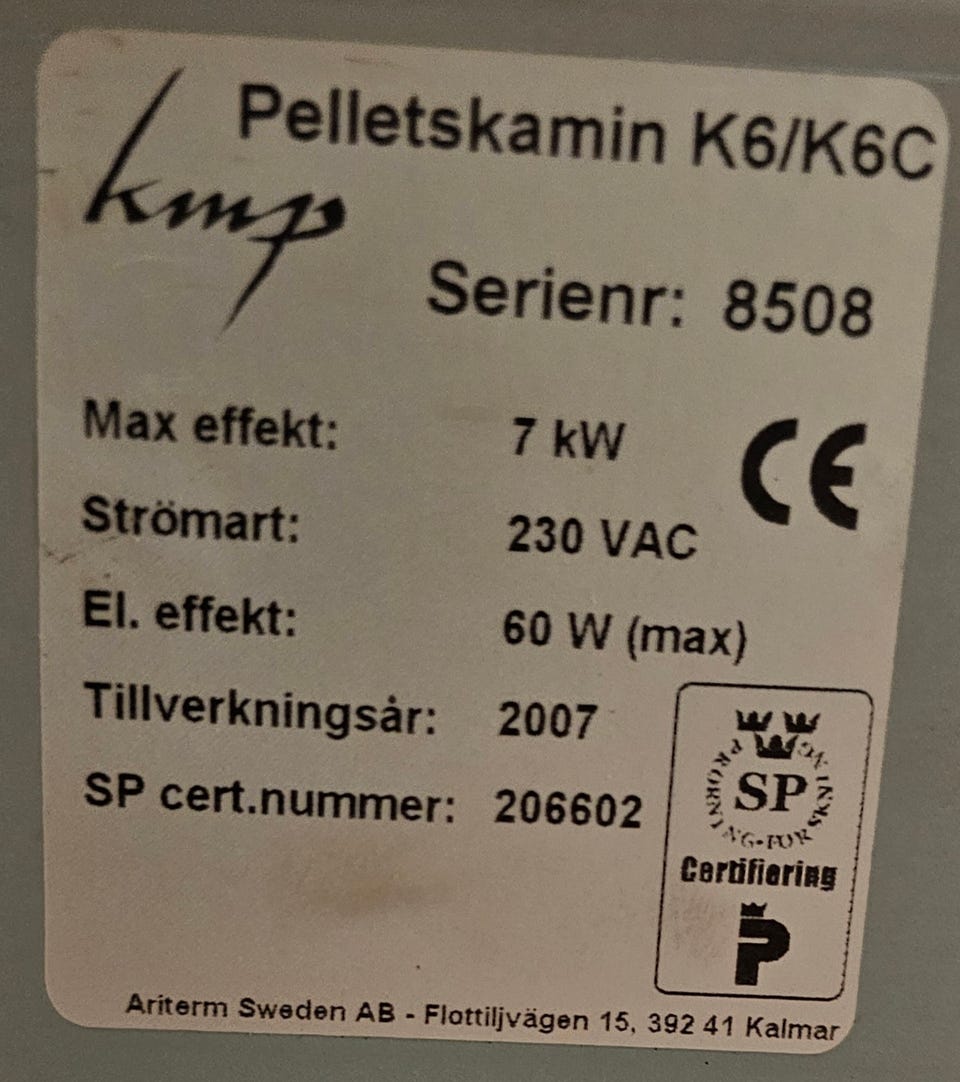 Pelletskamin K6/K6C
kmp
Serienr: 8508
Max effekt: 7 kW
CE
Strömart: 230 VAC
El. effekt: 60 W (max)
Tillverkningsår: 2007
SP cert.nummer: 206602
SP
Certifiering
P
Ariterm Sweden AB - Flottiljvägen 15, 392 41 Kalmar